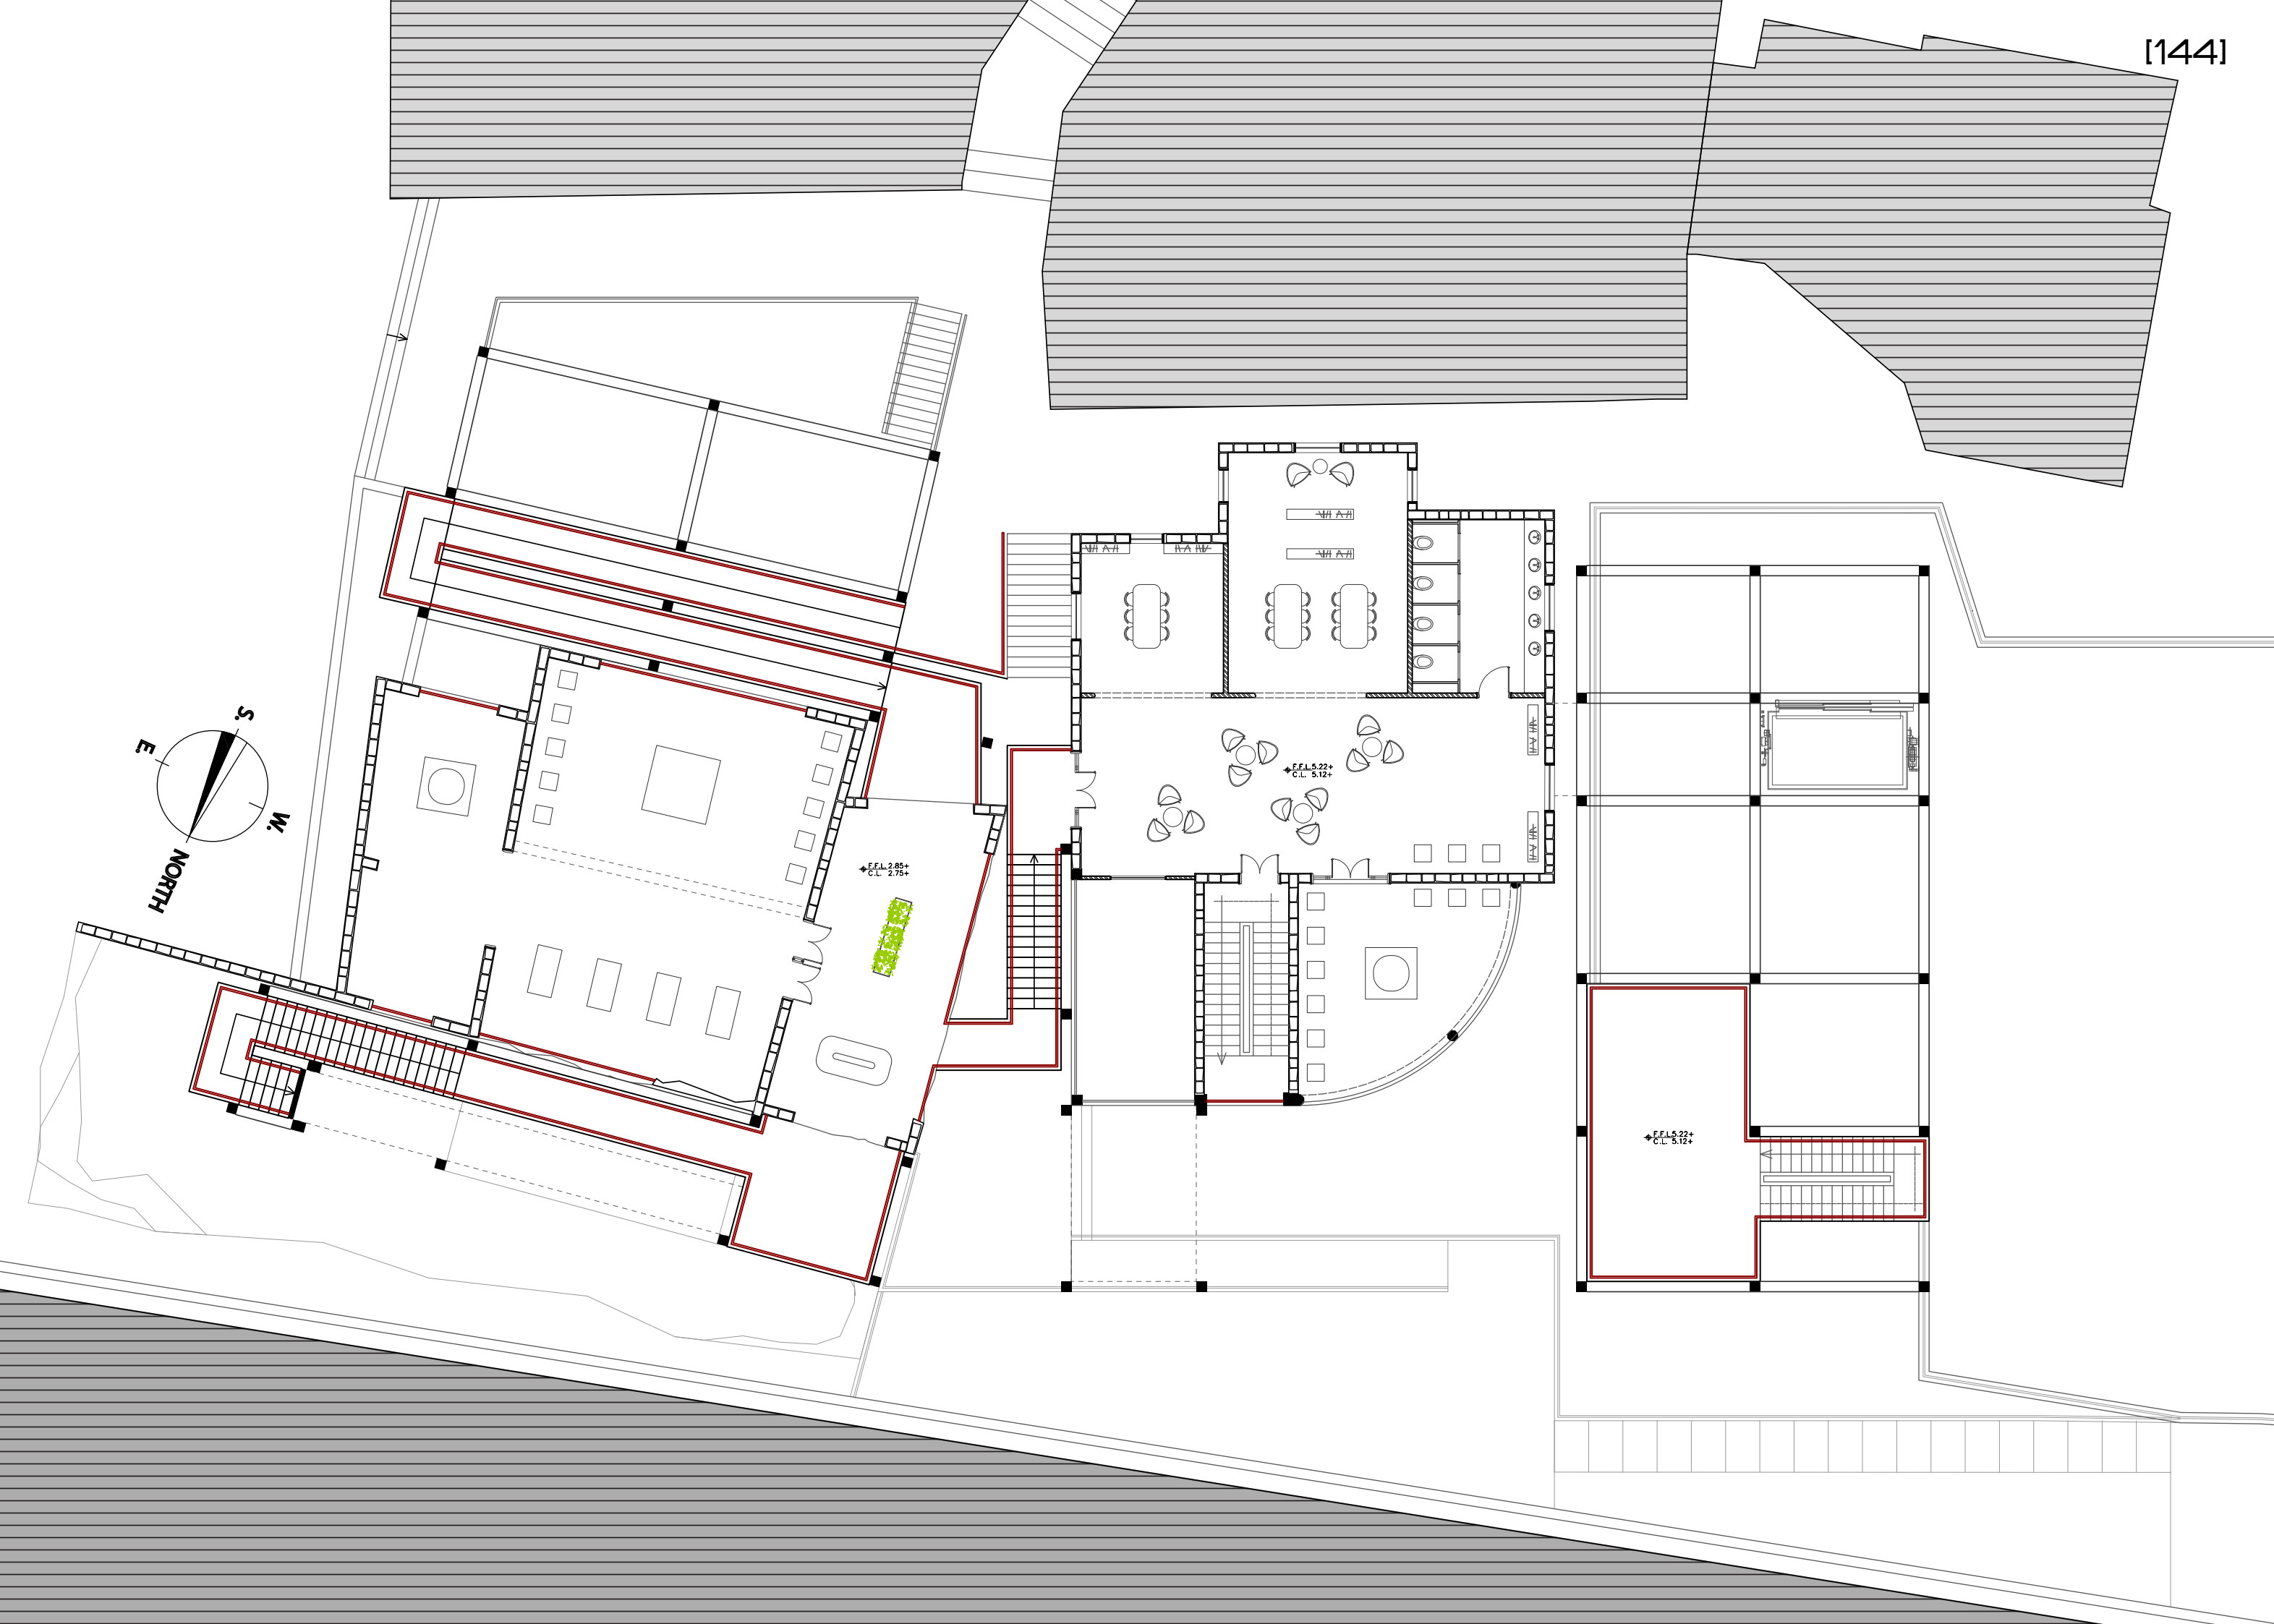 [144]
S.
E.
W.
NORTH
F.F.L.5.22+
C.L. 5.12+
F.F.L.2.85+
C.L. 2.75+
F.F.L.5.22+
C.L. 5.12+